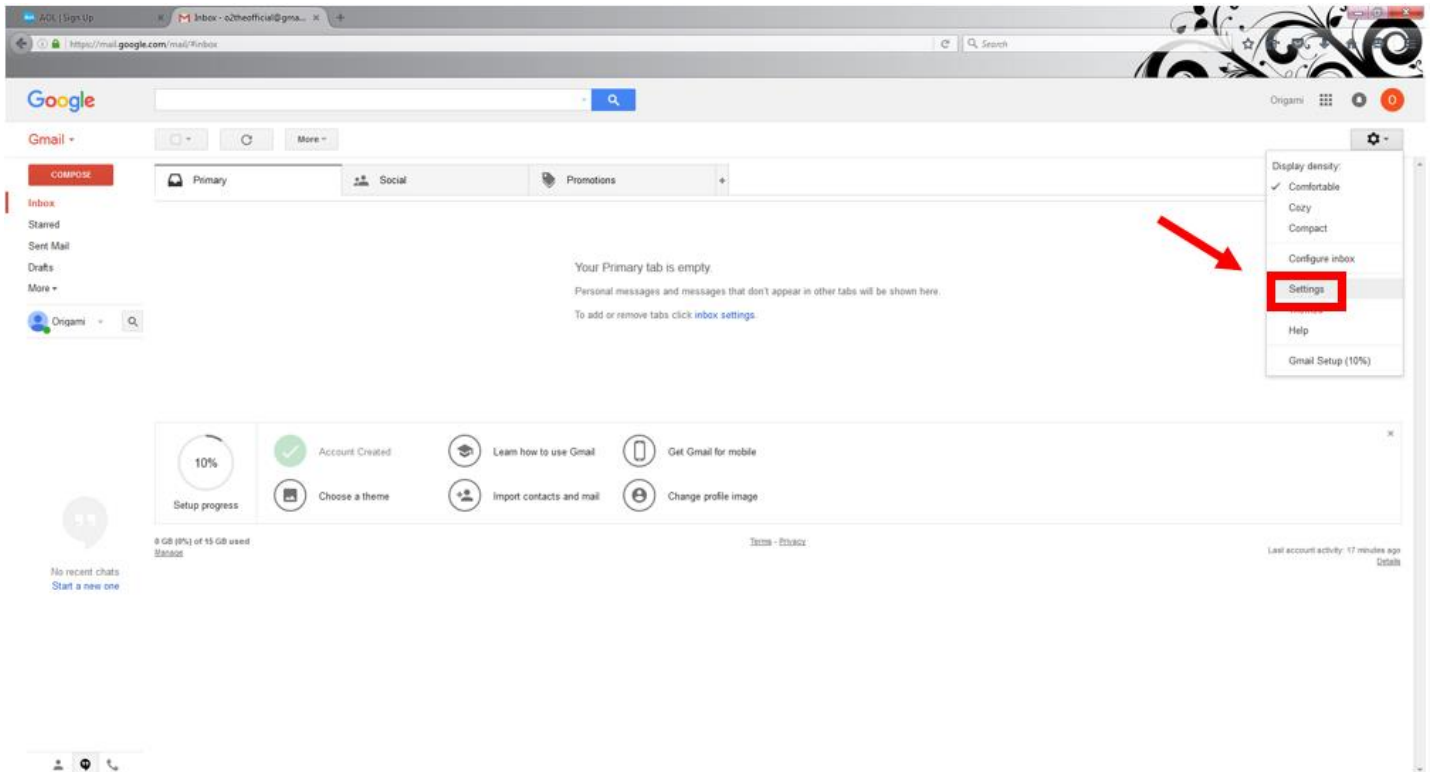 AOL | Sign Up
Inbox - o2theofficial@gma...
https://mail.google.com/mail/#inbox
Search
Google
Origami
O
Gmail
More
COMPOSE
Primary
Social
Promotions
+
Display density:
Comfortable
Cozy
Compact
Configure inbox
Settings
Help
Gmail Setup (10%)
Inbox
Starred
Sent Mail
Drafts
More
Origami
Your Primary tab is empty.
Personal messages and messages that don't appear in other tabs will be shown here.
To add or remove tabs click inbox settings.
10%
Setup progress
Account Created
Learn how to use Gmail
Get Gmail for mobile
Choose a theme
Import contacts and mail
Change profile image
0 GB (0%) of 15 GB used
Manage
Terms - Privacy
Last account activity: 17 minutes ago
Details
No recent chats
Start a new one